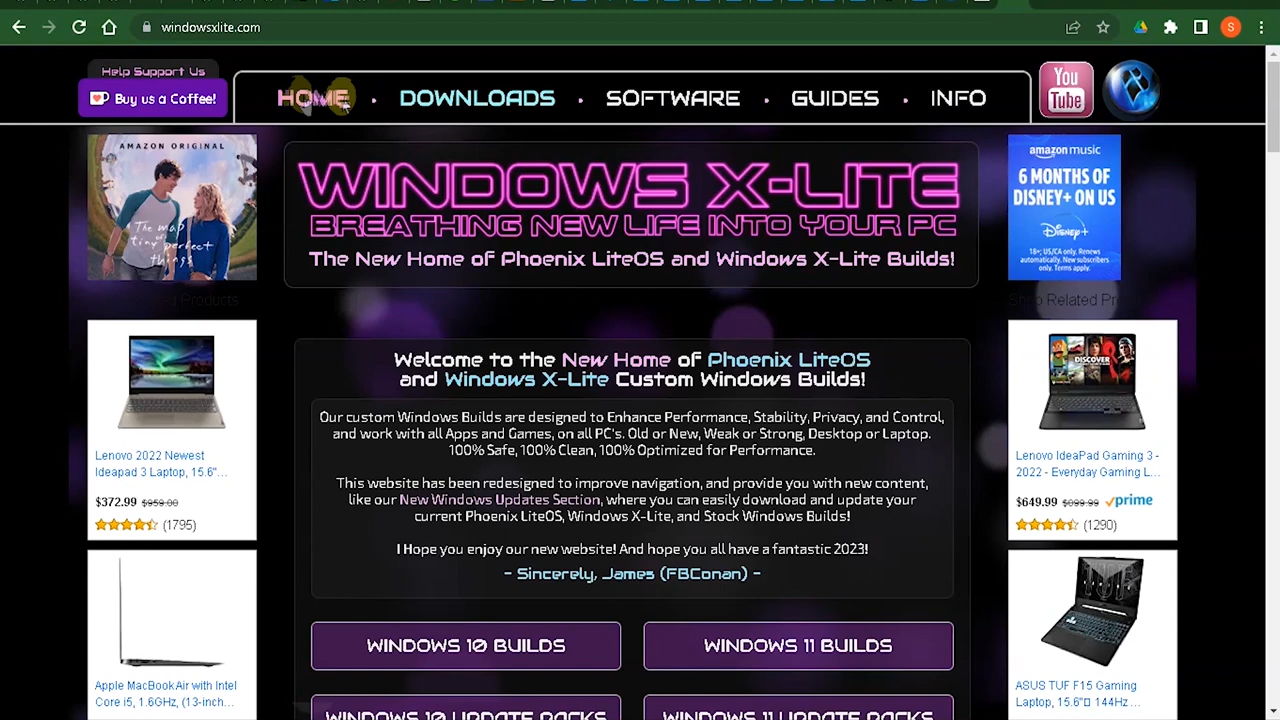 windowsxlite.com
S
Help Support Us
Buy us a Coffee!
HOME
DOWNLOADS
SOFTWARE
GUIDES
INFO
You
Tube
AMAZON ORIGINAL
The map
of tiny perfect
things
WINDOWS X-LITE
BREATHING NEW LIFE INTO YOUR PC
The New Home of Phoenix LiteOS and Windows X-Lite Builds!
amazon music
6 MONTHS OF
DISNEY+ ON US
Disney+
18+, US/CA only. Renews
automatically. New subscribers
only. Terms apply.
Products
Shop Related
Lenovo 2022 Newest
Ideapad 3 Laptop, 15.6"...
$372.99 $959.00
(1795)
Apple MacBook Air with Intel
Core i5, 1.6GHz, (13-inch...
Welcome to the New Home of Phoenix LiteOS
and Windows X-Lite Custom Windows Builds!
Our custom Windows Builds are designed to Enhance Performance, Stability, Privacy, and Control,
and work with all Apps and Games, on all PC's. Old or New, Weak or Strong, Desktop or Laptop.
100% Safe, 100% Clean, 100% Optimized for Performance.
This website has been redesigned to improve navigation, and provide you with new content,
like our New Windows Updates Section, where you can easily download and update your
current Phoenix LiteOS, Windows X-Lite, and Stock Windows Builds!
I Hope you enjoy our new website! And hope you all have a fantastic 2023!
- Sincerely, James (FBConan) -
WINDOWS 10 BUILDS
WINDOWS 11 BUILDS
WINDOWS 10 UPDATE PACKS
WINDOWS 11 UPDATE PACKS
Lenovo IdeaPad Gaming 3 -
2022 - Everyday Gaming L...
$649.99 $099.99 prime
(1290)
ASUS TUF F15 Gaming
Laptop, 15.6" 144Hz ...